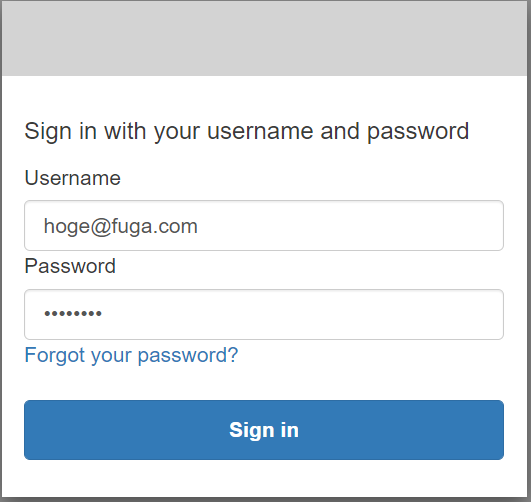 Sign in with your username and password
Username
hoge@fuga.com
Password
••••••••
Forgot your password?
Sign in